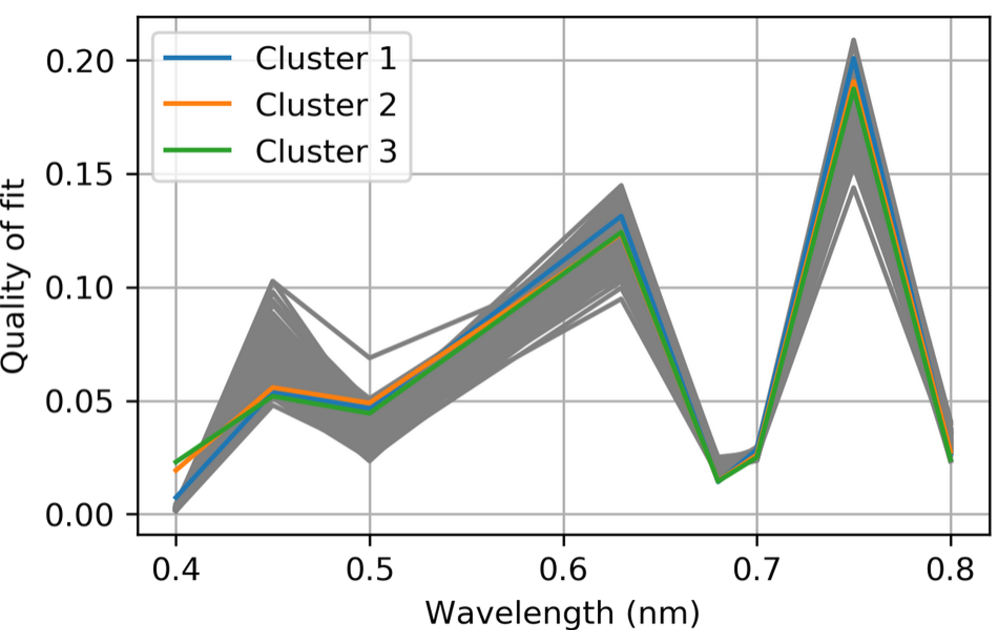 Cluster 1
Cluster 2
Cluster 3
Quality of fit
0.20
0.15
0.10
0.05
0.00
0.4 0.5 0.6 0.7 0.8
Wavelength (nm)